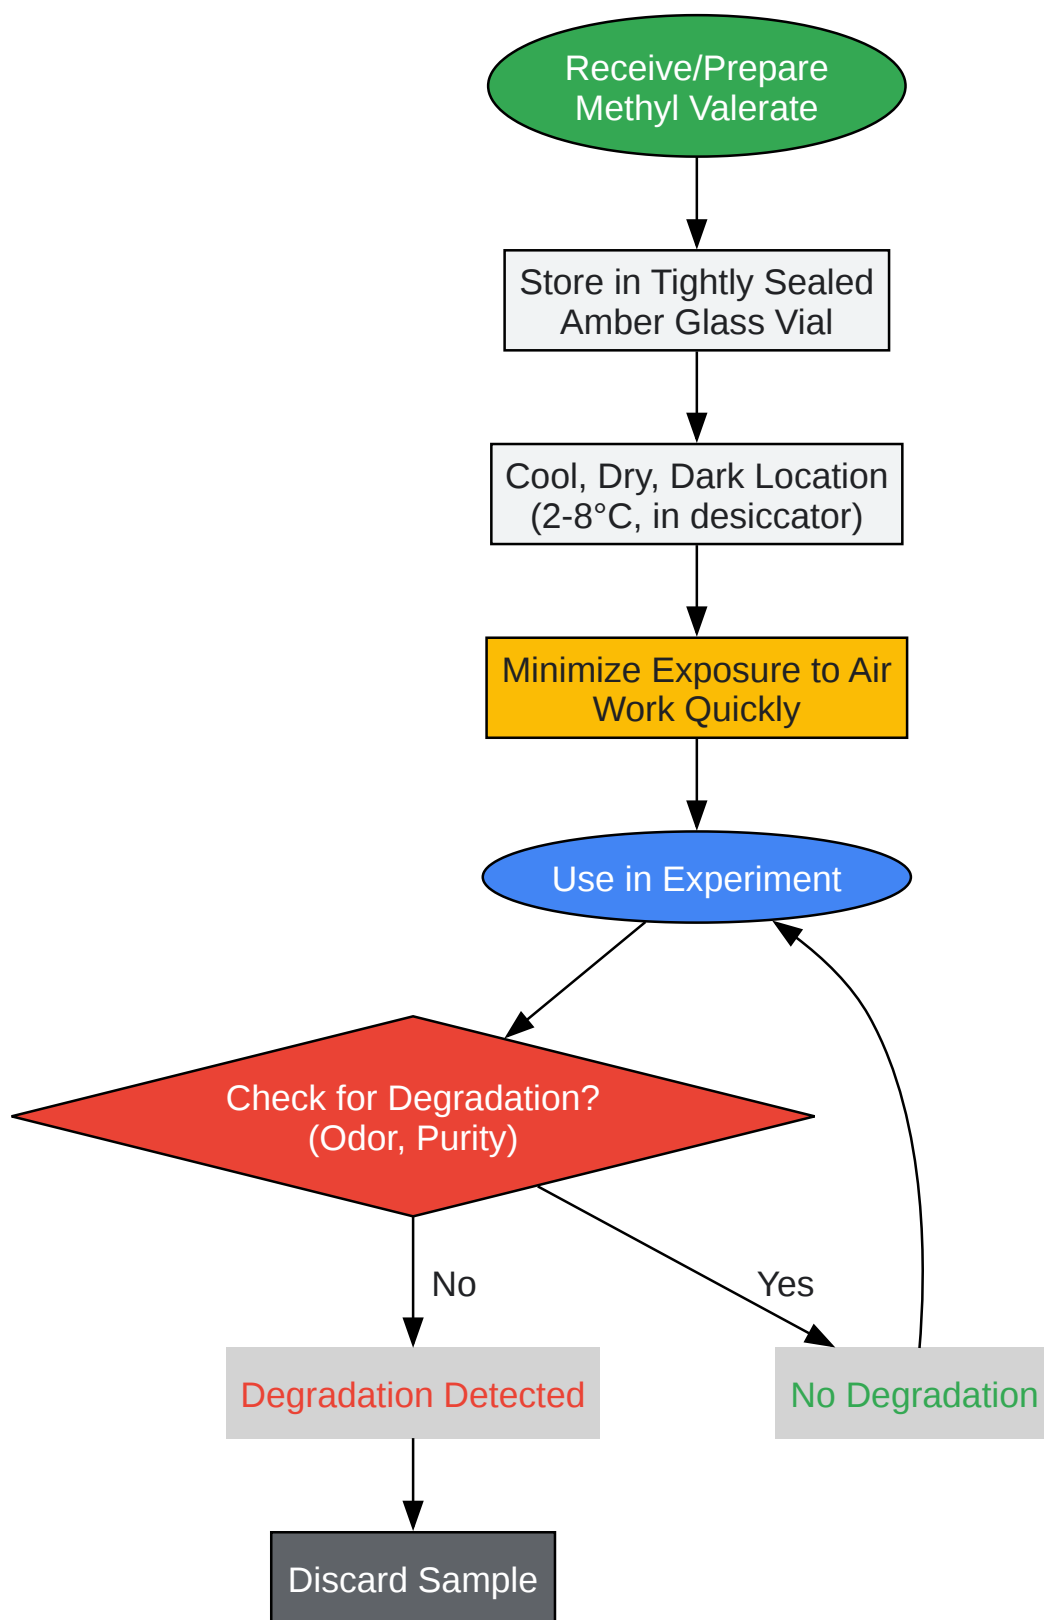 Receive/Prepare
Methyl Valerate
Store in Tightly Sealed
Amber Glass Vial
Cool, Dry, Dark Location
(2-8°C, in desiccator)
Minimize Exposure to Air
Work Quickly
Use in Experiment
Check for Degradation?
(Odor, Purity)
No
Yes
Degradation Detected
No Degradation
Discard Sample